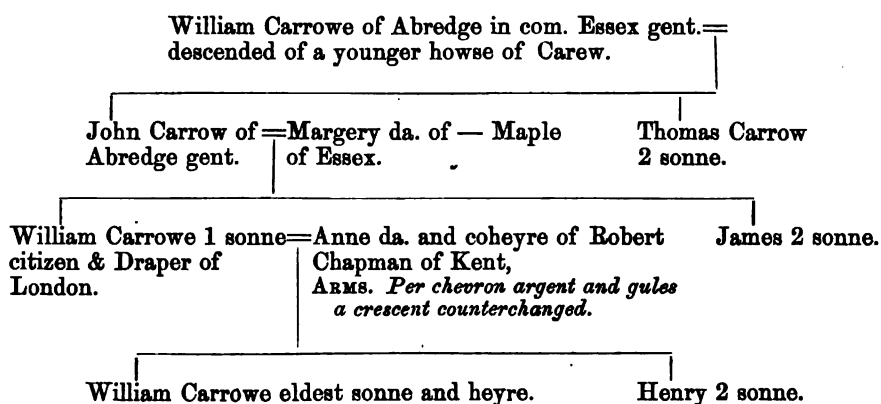 William Carrowe of Abredge in com. Essex gent.=
descended of a younger howse of Carew.
John Carrow of=Margery da. of — Maple
Abredge gent. of Essex.
Thomas Carrow
2 sonne.
William Carrowe 1 sonne=Anne da. and coheyre of Robert
citizen & Draper of Chapman of Kent,
London. ARMS. Per chevron argent and gules
a crescent counterchanged.
James 2 sonne.
William Carrowe eldest sonne and heyre.
Henry 2 sonne.